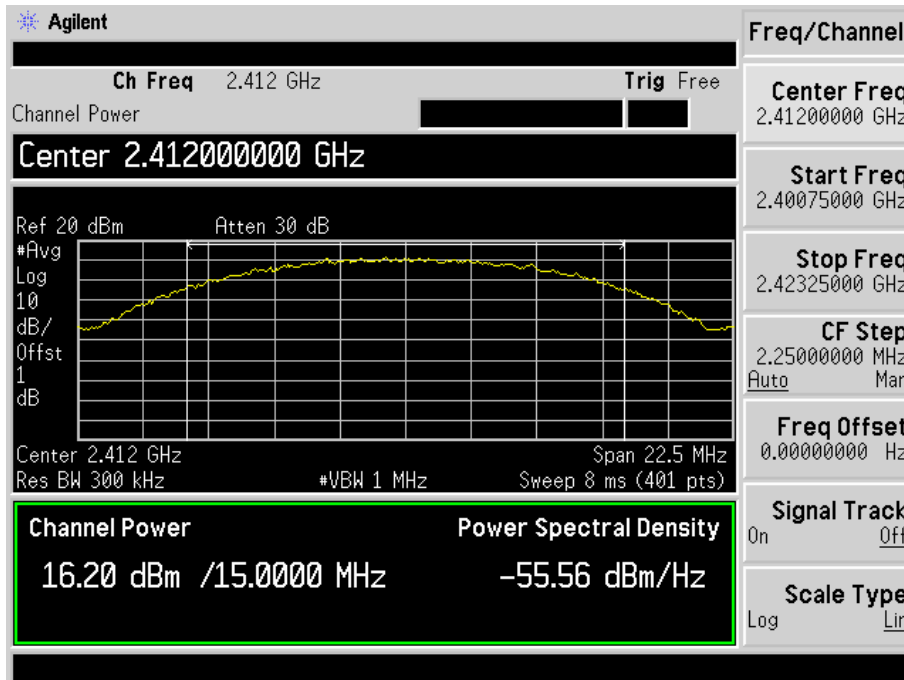 Agilent
Freq/Channel
Ch Freq 2.412 GHz Trig Free
Channel Power
Center 2.412000000 GHz
Ref 20 dBm Atten 30 dB
#Avg
Log
10
dB/
Offst
1
dB
Center 2.412 GHz Span 22.5 MHz
Res BW 300 kHz #VBW 1 MHz Sweep 8 ms (401 pts)
Channel Power Power Spectral Density
16.20 dBm /15.0000 MHz -55.56 dBm/Hz
Center Freq
2.41200000 GHz
Start Freq
2.40075000 GHz
Stop Freq
2.42325000 GHz
CF Step
2.25000000 MHz
Auto Man
Freq Offset
0.00000000 Hz
Signal Track
On Off
Scale Type
Log Lin